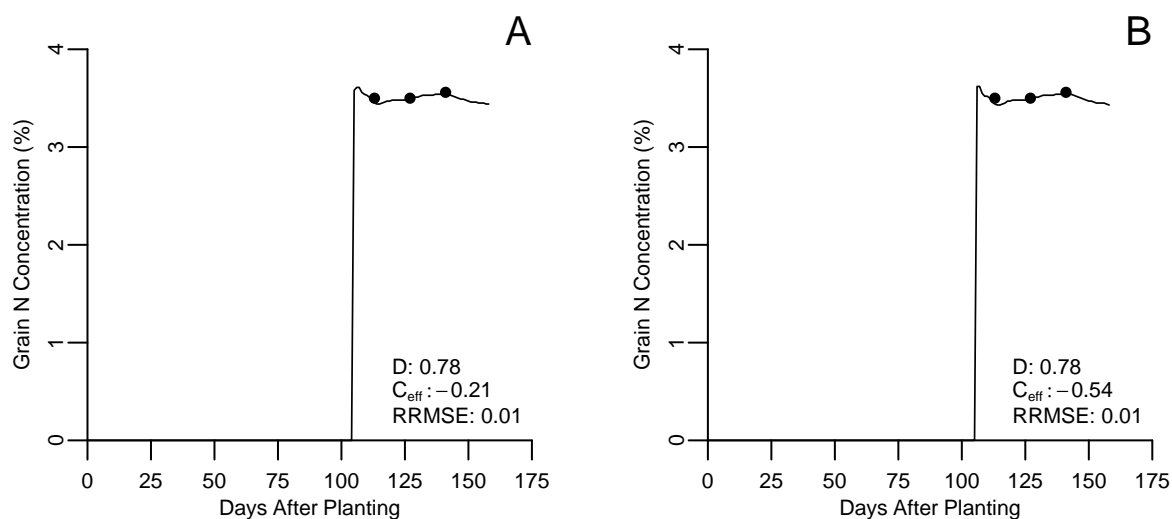 A
4
3
2
1
0
Grain N Concentration (%)
D: 0.78
Ceff : −0.21
RRMSE: 0.01
0 25 50 75 100 125 150 175
Days After Planting
B
4
3
2
1
0
Grain N Concentration (%)
D: 0.78
Ceff : −0.54
RRMSE: 0.01
0 25 50 75 100 125 150 175
Days After Planting